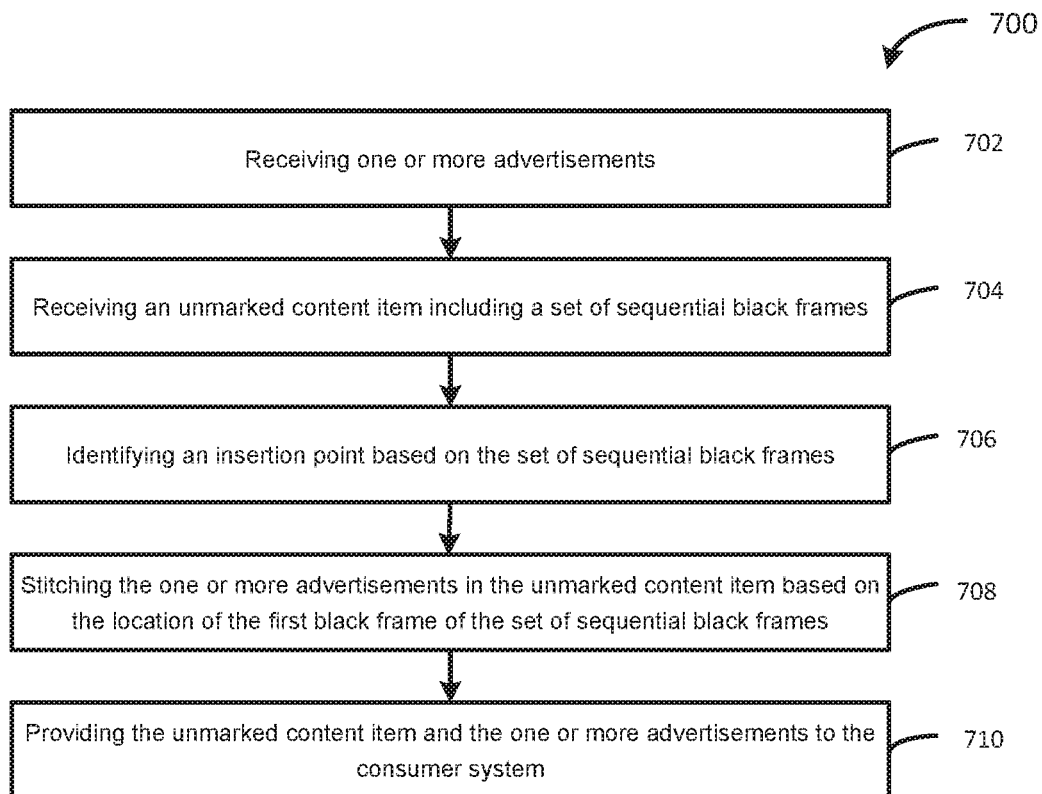 700
Receiving one or more advertisements
702
Receiving an unmarked content item including a set of sequential black frames
704
Identifying an insertion point based on the set of sequential black frames
706
Stitching the one or more advertisements in the unmarked content item based on
the location of the first black frame of the set of sequential black frames
708
Providing the unmarked content item and the one or more advertisements to the
consumer system
710